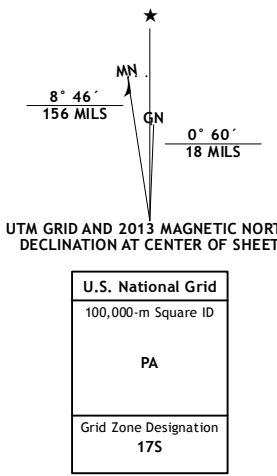 ★
MN
GN
8° 46´
156 MILS
0° 60´
18 MILS
UTM GRID AND 2013 MAGNETIC NORT
DECLINATION AT CENTER OF SHEET
U.S. National Grid
100,000-m Square ID
PA
Grid Zone Designation
17S